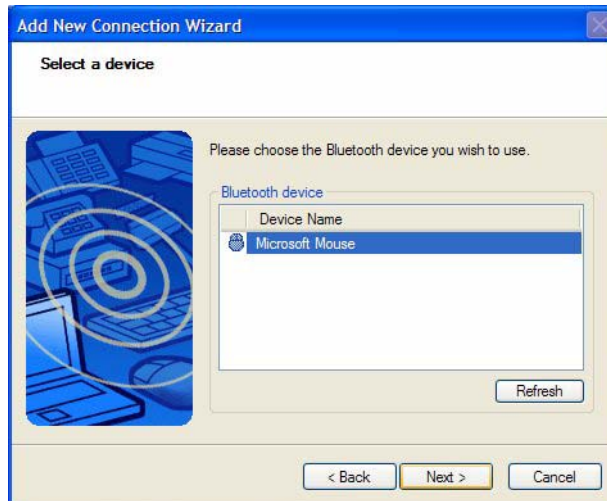 Add New Connection Wizard
Select a device
Please choose the Bluetooth device you wish to use.
Bluetooth device
Device Name
Microsoft Mouse
Refresh
< Back
Next >
Cancel